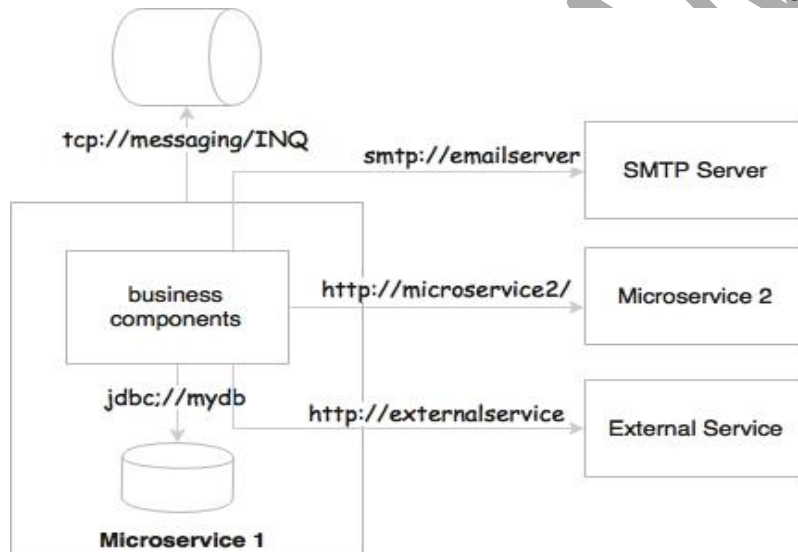 tcp://messaging/INQ
smtp://emailserver
SMTP Server
business
components
http://microservice2/
Microservice 2
jdbc;//mydb
http://externalservice
External Service
Microservice 1